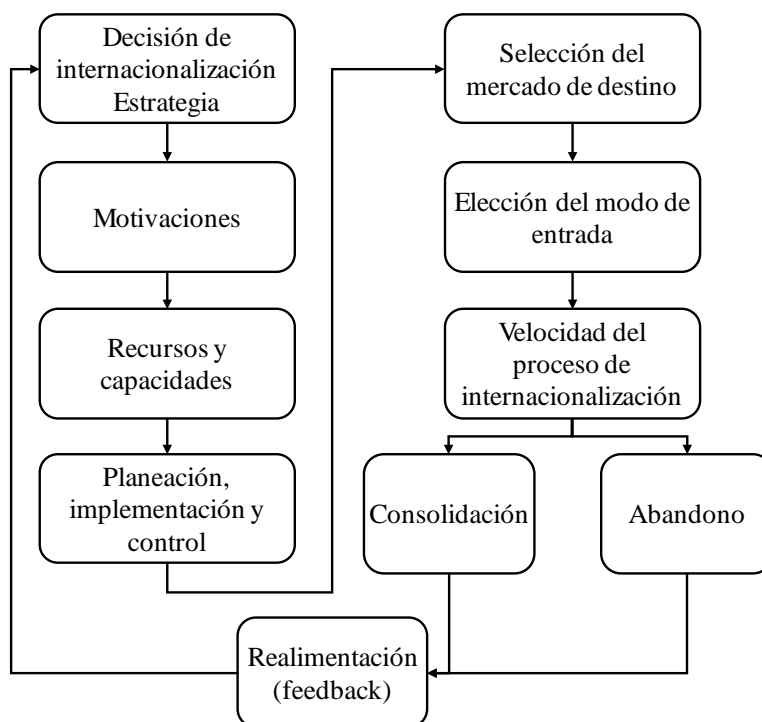 Decisión de
internacionalización
Estrategia
Motivaciones
Recursos y
capacidades
Planeación,
implementación y
control
Selección del
mercado de destino
Elección del modo de
entrada
Velocidad del
proceso de
internacionalización
Consolidación
Abandono
Realimentación
(feedback)